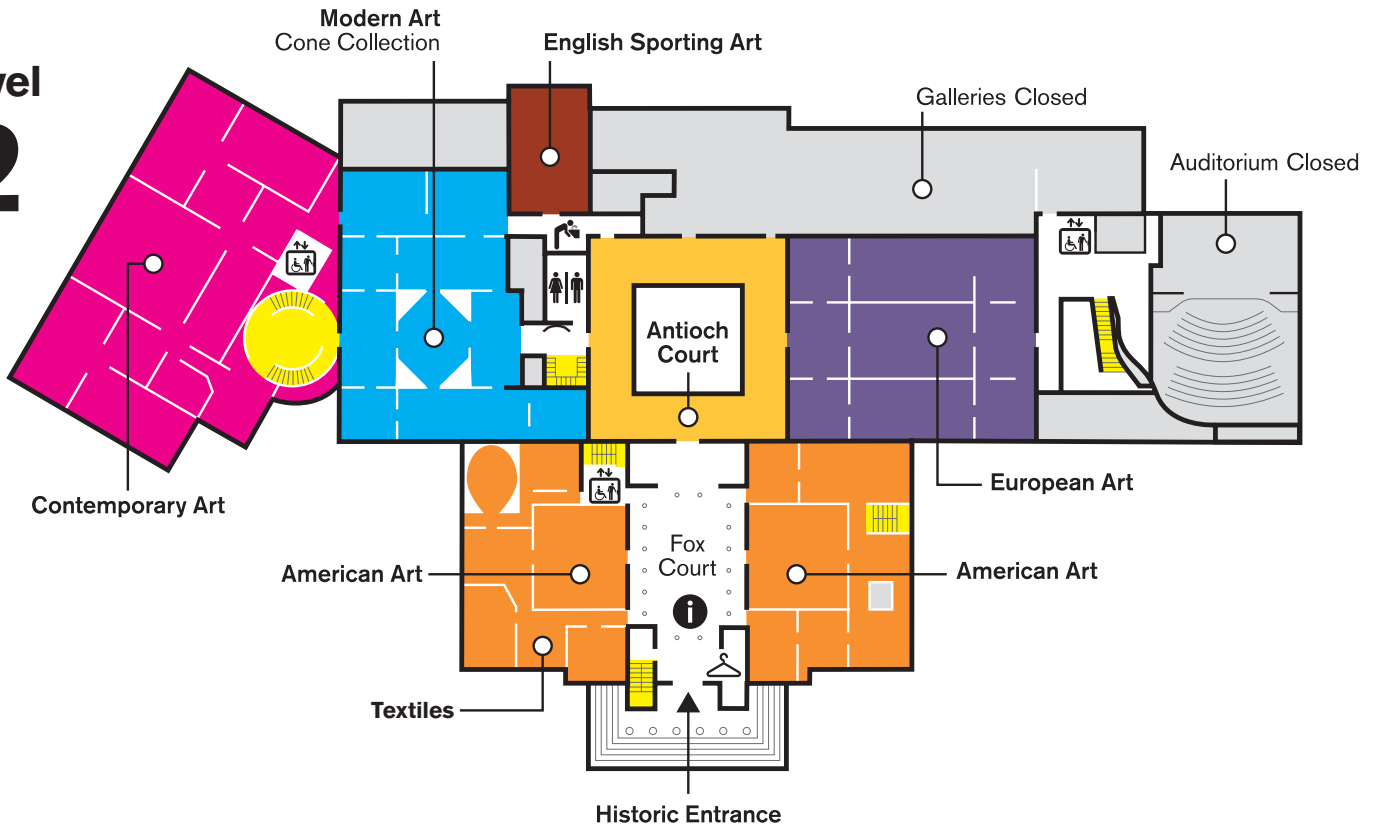 Modern Art
Cone Collection
English Sporting Art
vel
2
Galleries Closed
Auditorium Closed
Antioch
Court
Contemporary Art
European Art
Fox
Court
American Art
American Art
i
Textiles
Historic Entrance